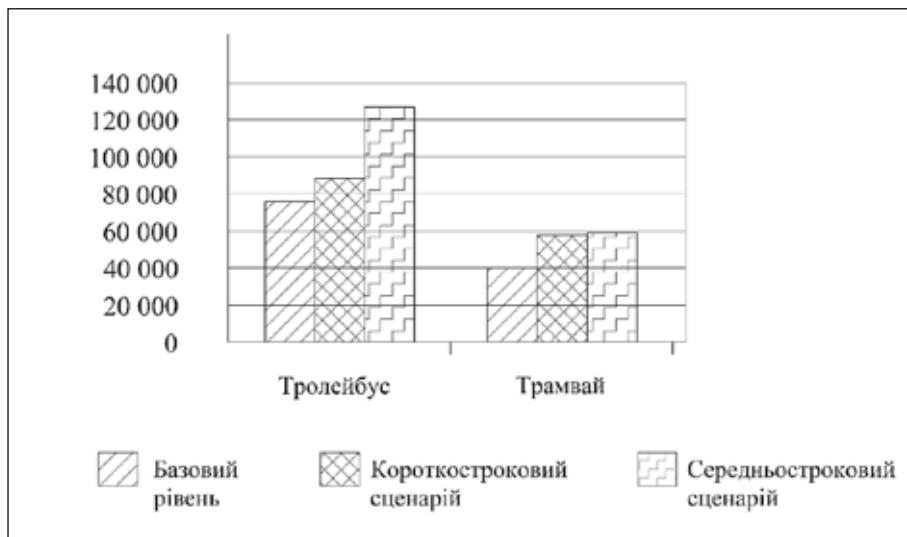 140 000
120 000
100 000
80 000
60 000
40 000
20 000
0
Тролейбус
Трамвай
Базовий
рівень
Короткостроковий
сценарій
Середньостроковий
сценарій